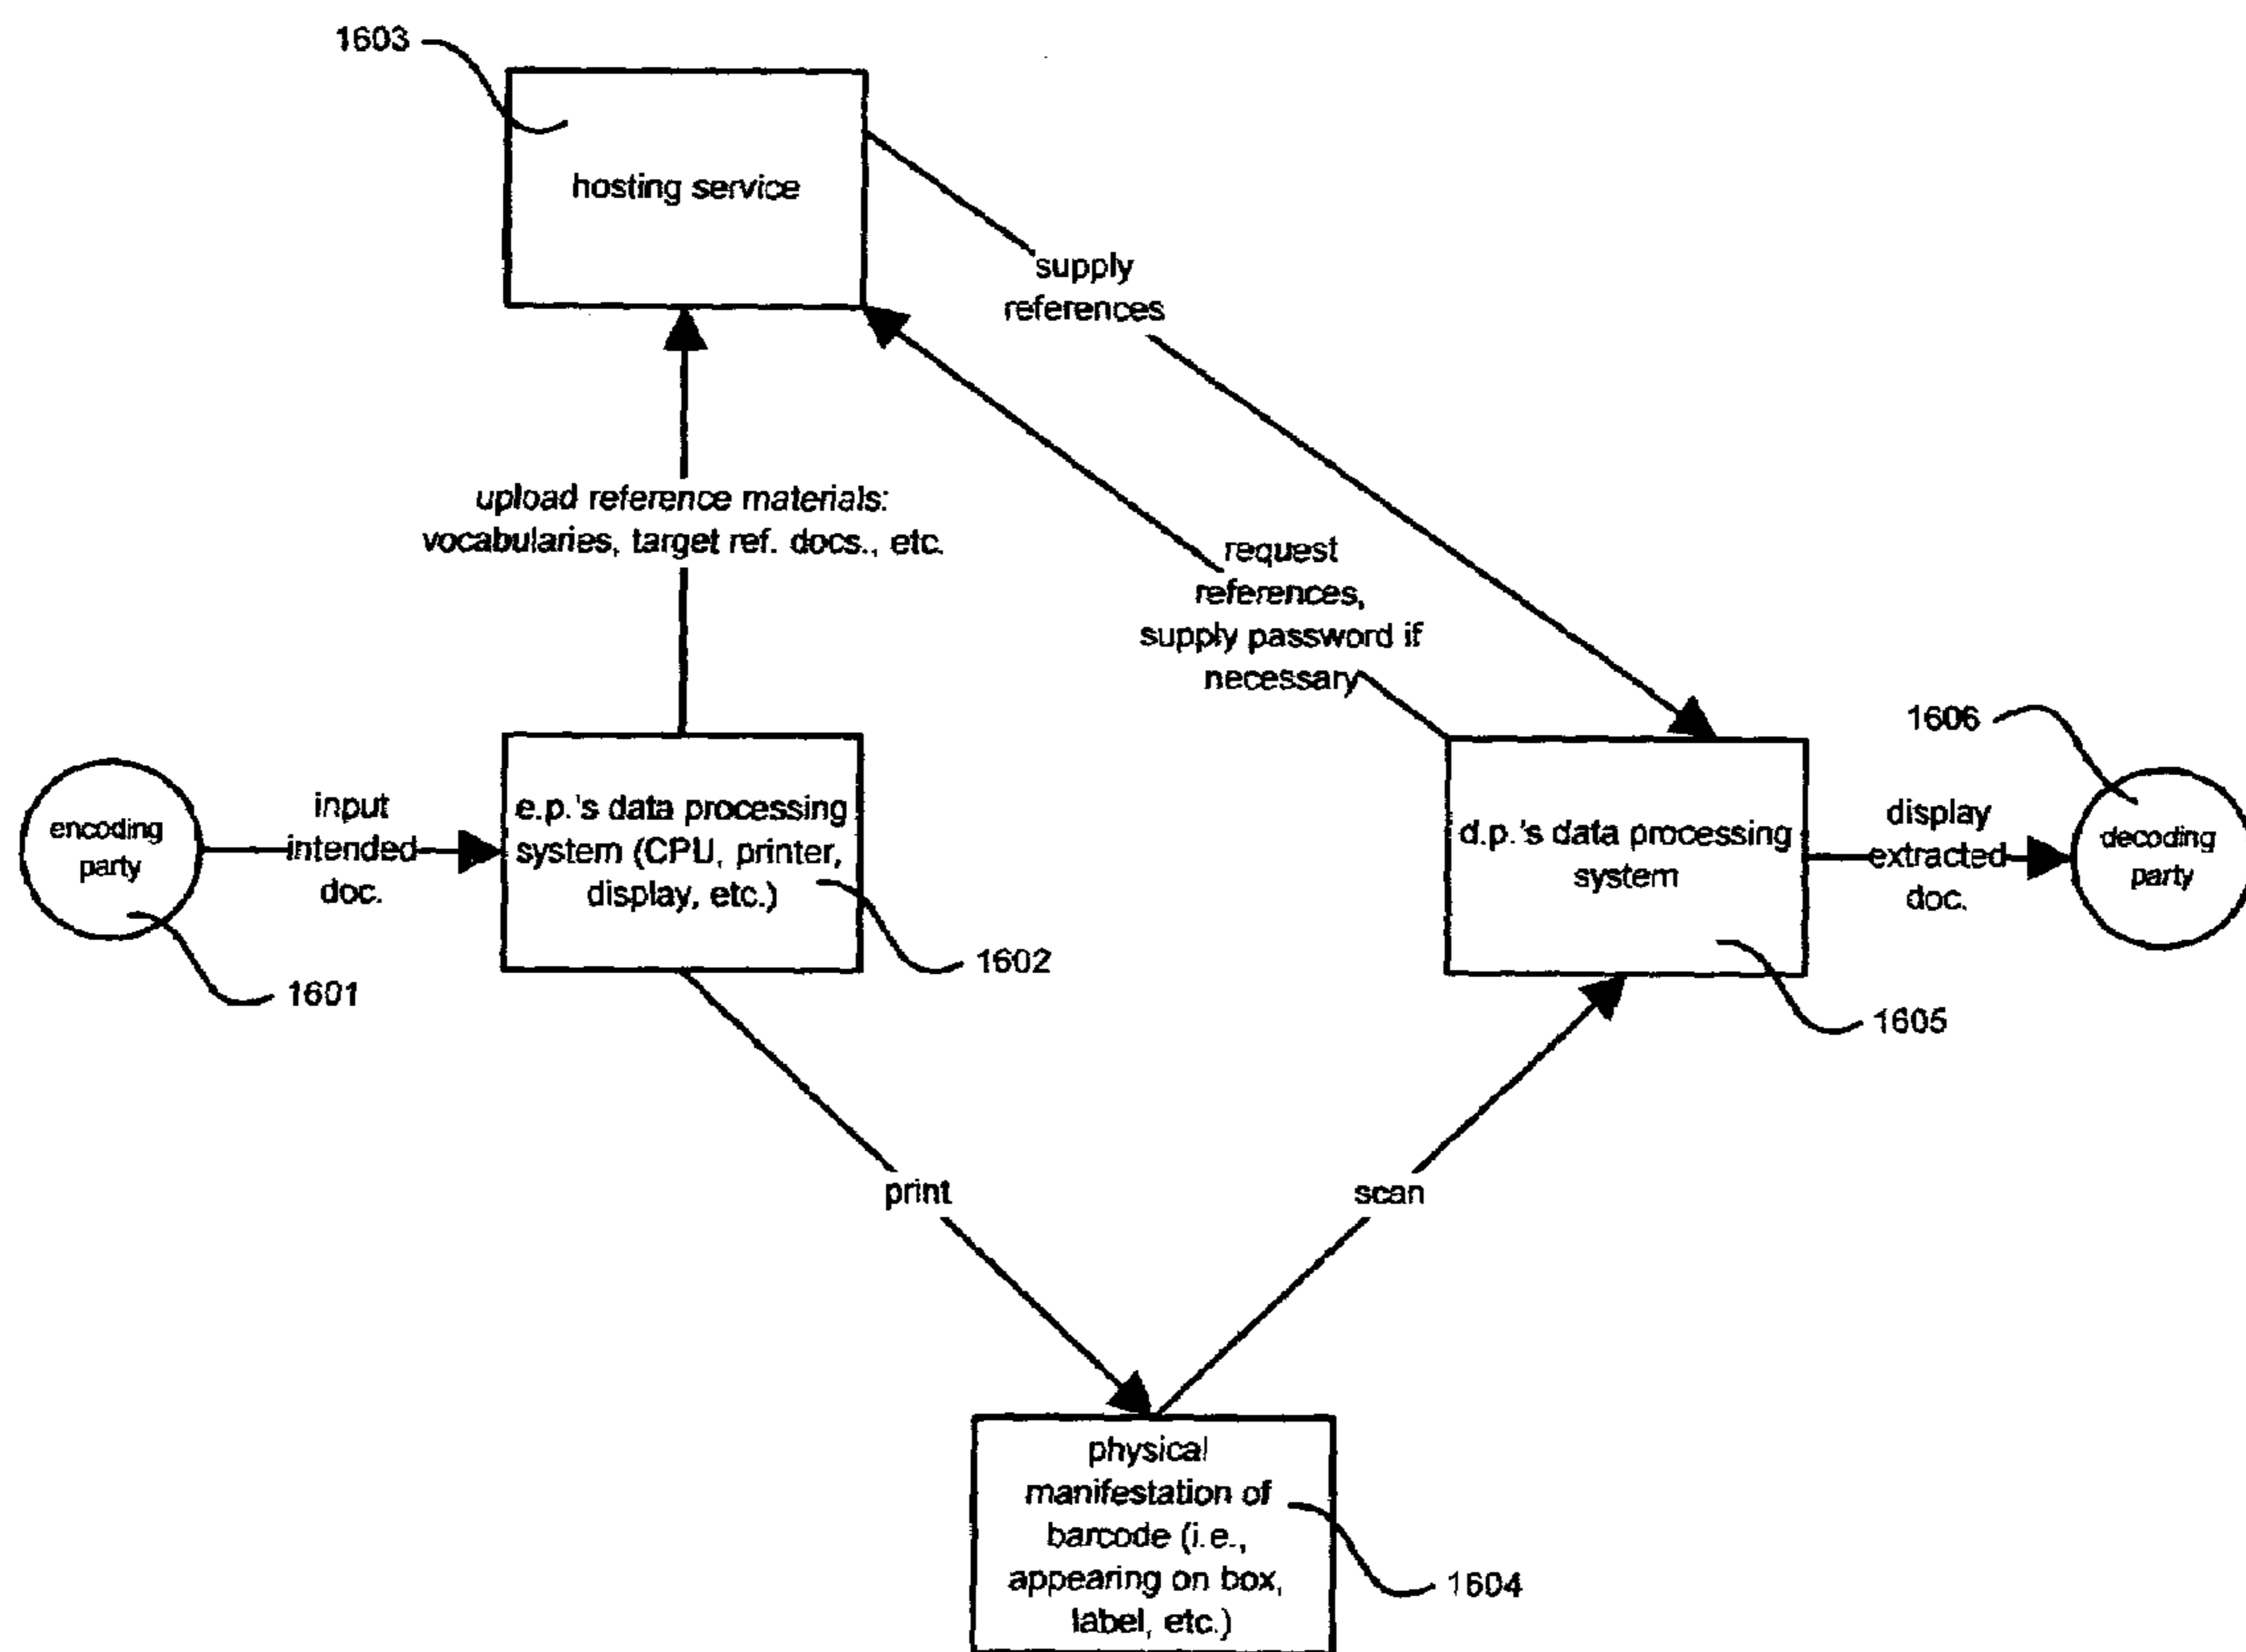 1603
hosting service
supply
references
upload reference materials:
vocabularies, target ref. docs., etc.
request
references,
supply password if
necessary
1606
encoding
party
input
intended
doc.
e.p.'s data processing
system (CPU, printer,
display, etc.)
d.p.'s data processing
system
display
extracted
doc.
decoding
party
1602
1601
1605
print
scan
physical
manifestation of
barcode (i.e.,
appearing on box,
label, etc.)
1604